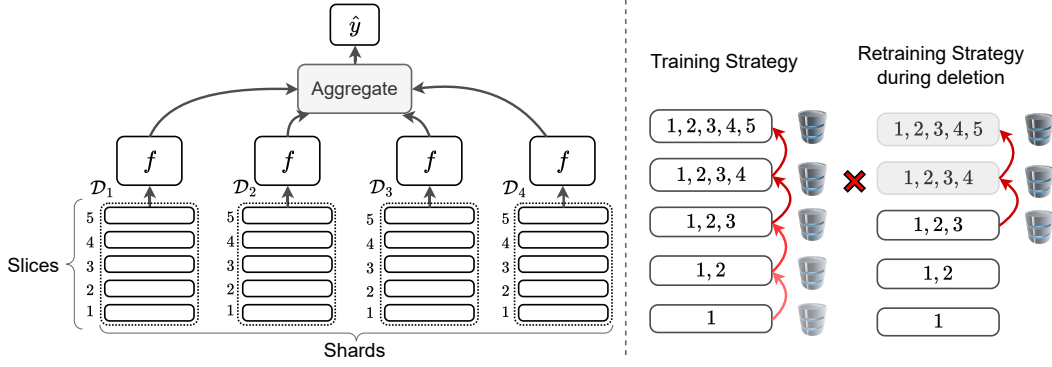 ŷ
Aggregate
f f f f
𝒟₁ 𝒟₂ 𝒟₃ 𝒟₄
5 5 5 5
4 4 4 4
3 3 3 3
2 2 2 2
1 1 1 1
Slices
Shards
Training Strategy
1, 2, 3, 4, 5
1, 2, 3, 4
1, 2, 3
1, 2
1
Retraining Strategy
during deletion
1, 2, 3, 4, 5
1, 2, 3, 4
1, 2, 3
1, 2
1